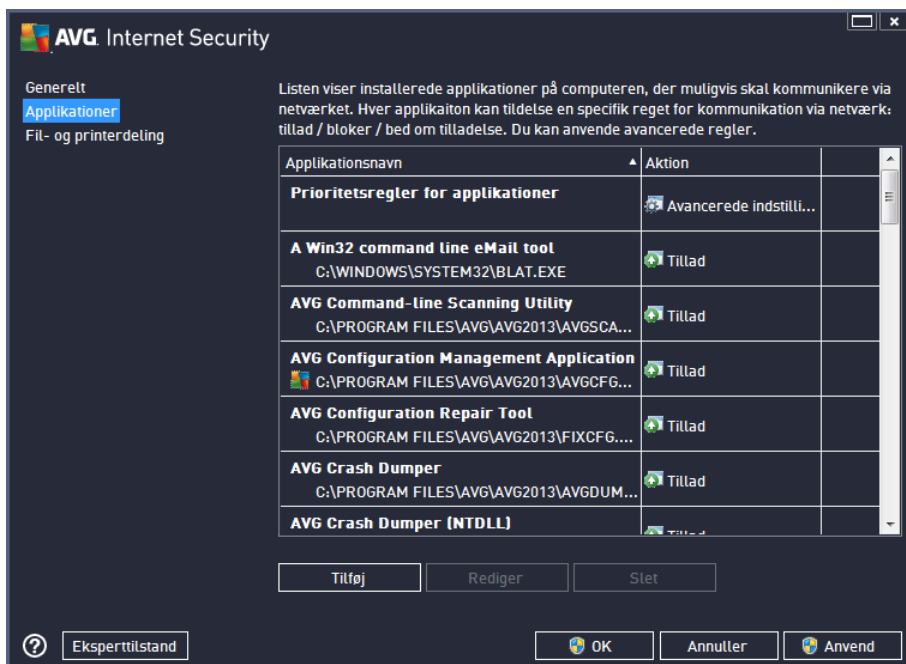 AVG. Internet Security
Generelt
Applikationer
Fil- og printerdeling
Listen viser installerede applikationer på computeren, der muligvis skal kommunikere via
netværket. Hver applikaiton kan tildelse en specifik reget for kommunikation via netværk:
tillad / bloker / bed om tilladelse. Du kan anvende avancerede regler.
Applikationsnavn Aktion
Prioritetsregler for applikationer
Avancerede indstilli...
A Win32 command line eMail tool
C:\WINDOWS\SYSTEM32\BLAT.EXE
Tillad
AVG Command-line Scanning Utility
C:\PROGRAM FILES\AVG\AVG2013\AVGSCA...
Tillad
AVG Configuration Management Application
C:\PROGRAM FILES\AVG\AVG2013\AVGCFG...
Tillad
AVG Configuration Repair Tool
C:\PROGRAM FILES\AVG\AVG2013\FIXCFG....
Tillad
AVG Crash Dumper
C:\PROGRAM FILES\AVG\AVG2013\AVGDUM...
Tillad
AVG Crash Dumper (NTDLL)
Tillad
Tilføj Rediger Slet
? Eksperttilstand OK Annuller Anvend